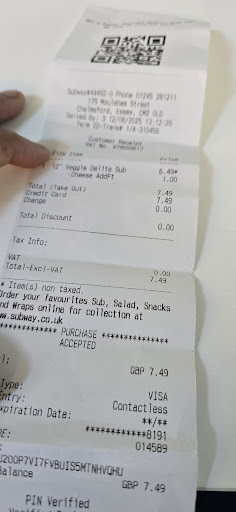 Subway#44492-0 Phone 01245 281211
179 Moulsham Street
Chelmsford, Essex, CM2 0LD
Served by: 3 12/08/2025 13:12:26
Term ID-Trans# 1/A-310456
Customer Receipt
VAT No.
Size Item Price
12" Veggie Delite Sub 6.49*
-Cheese AddFt 1.00
Total (Take Out) 7.49
Credit Card 7.49
Change 0.00
Total Discount 0.00
Tax Info:
VAT 0.00
Total-Excl-VAT 7.49
* Item(s) non taxed.
Order your favourites Sub, Salad, Snacks
and Wraps online for collection at
ww.subway.co.uk
************ PURCHASE ***************
ACCEPTED
l: GBP 7.49
Type: VISA
Entry: Contactless
xpiration Date: **/**
************8191
DE: 014589
Balance GBP 7.49
PIN Verified